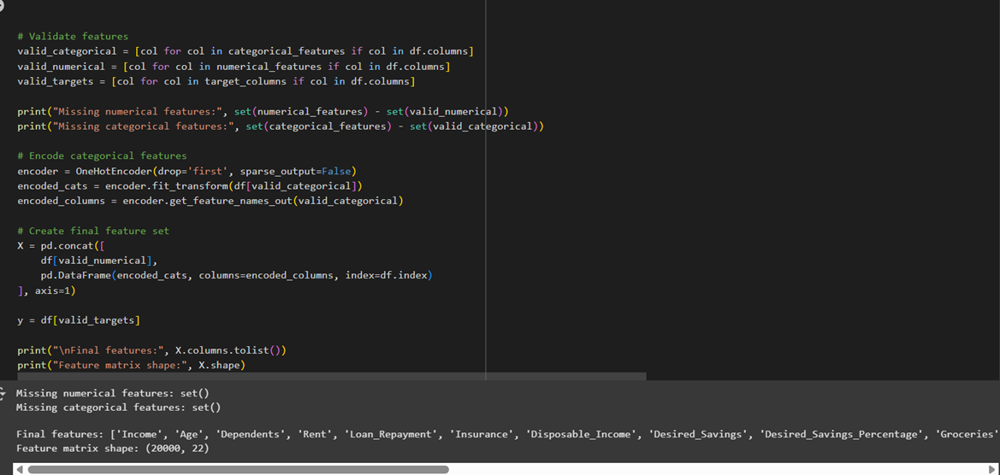 # Validate features
valid_categorical = [col for col in categorical_features if col in df.columns]
valid_numerical = [col for col in numerical_features if col in df.columns]
valid_targets = [col for col in target_columns if col in df.columns]
print("Missing numerical features:", set(numerical_features) - set(valid_numerical))
print("Missing categorical features:", set(categorical_features) - set(valid_categorical))
# Encode categorical features
encoder = OneHotEncoder(drop='first', sparse_output=False)
encoded_cats = encoder.fit_transform(df[valid_categorical])
encoded_columns = encoder.get_feature_names_out(valid_categorical)
# Create final feature set
X = pd.concat([
    df[valid_numerical],
    pd.DataFrame(encoded_cats, columns=encoded_columns, index=df.index)
], axis=1)
y = df[valid_targets]
print("\nFinal features:", X.columns.tolist())
print("Feature matrix shape:", X.shape)
Missing numerical features: set()
Missing categorical features: set()
Final features: ['Income', 'Age', 'Dependents', 'Rent', 'Loan_Repayment', 'Insurance', 'Disposable_Income', 'Desired_Savings', 'Desired_Savings_Percentage', 'Groceries'
Feature matrix shape: (20000, 22)